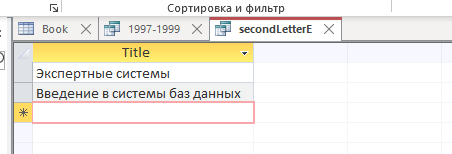 Сортировка и фильтр
Book
1997-1999
secondLetterE
Title
Экспертные системы
Введение в системы баз данных